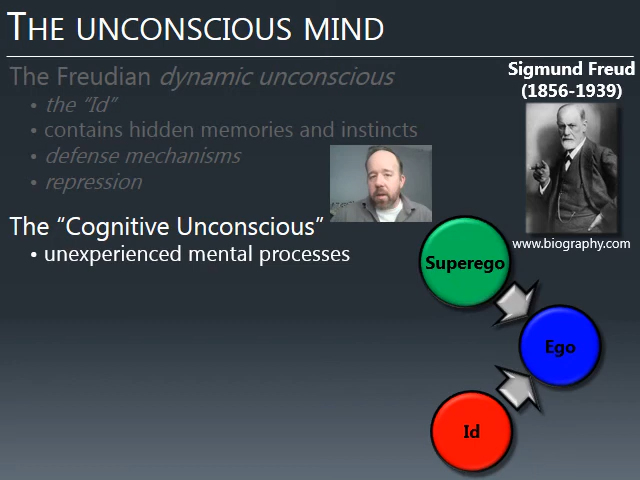 THE UNCONSCIOUS MIND
The Freudian dynamic unconscious
• the "Id"
• contains hidden memories and instincts
• defense mechanisms
• repression
The "Cognitive Unconscious"
• unexperienced mental processes
Sigmund Freud
(1856-1939)
www.biography.com
Superego
Ego
Id